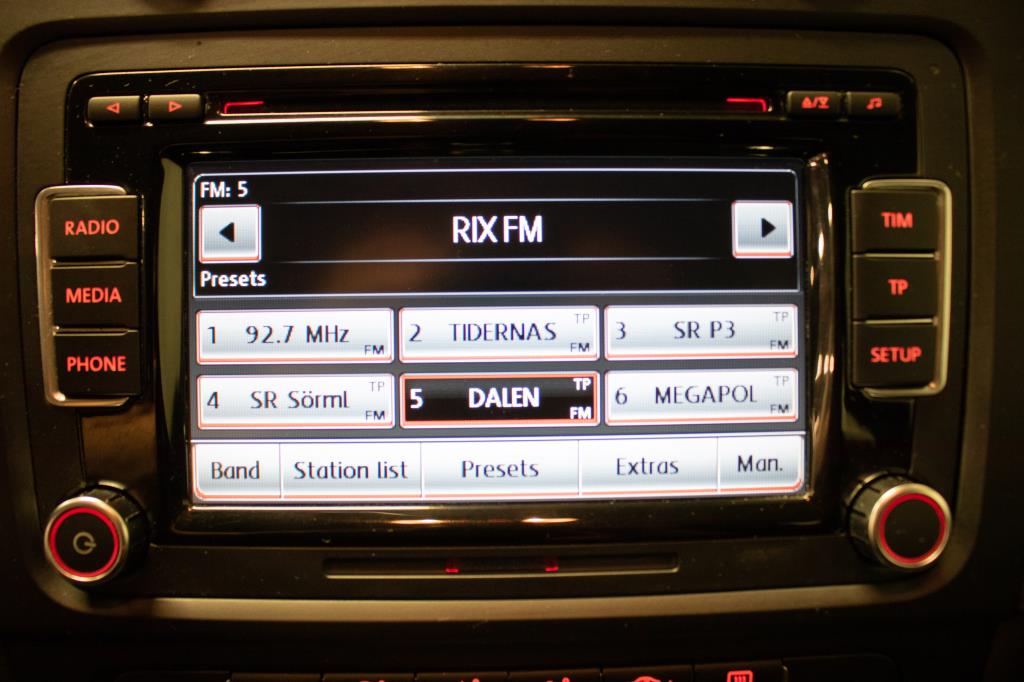 FM: 5
RIX FM
Presets
1 92.7 MHz FM
2 TIDERNAS TP FM
3 SR P3 TP FM
4 SR Sörml TP FM
5 DALEN TP FM
6 MEGAPOL TP FM
Band Station list Presets Extras Man.
RADIO
MEDIA
PHONE
TIM
TP
SETUP